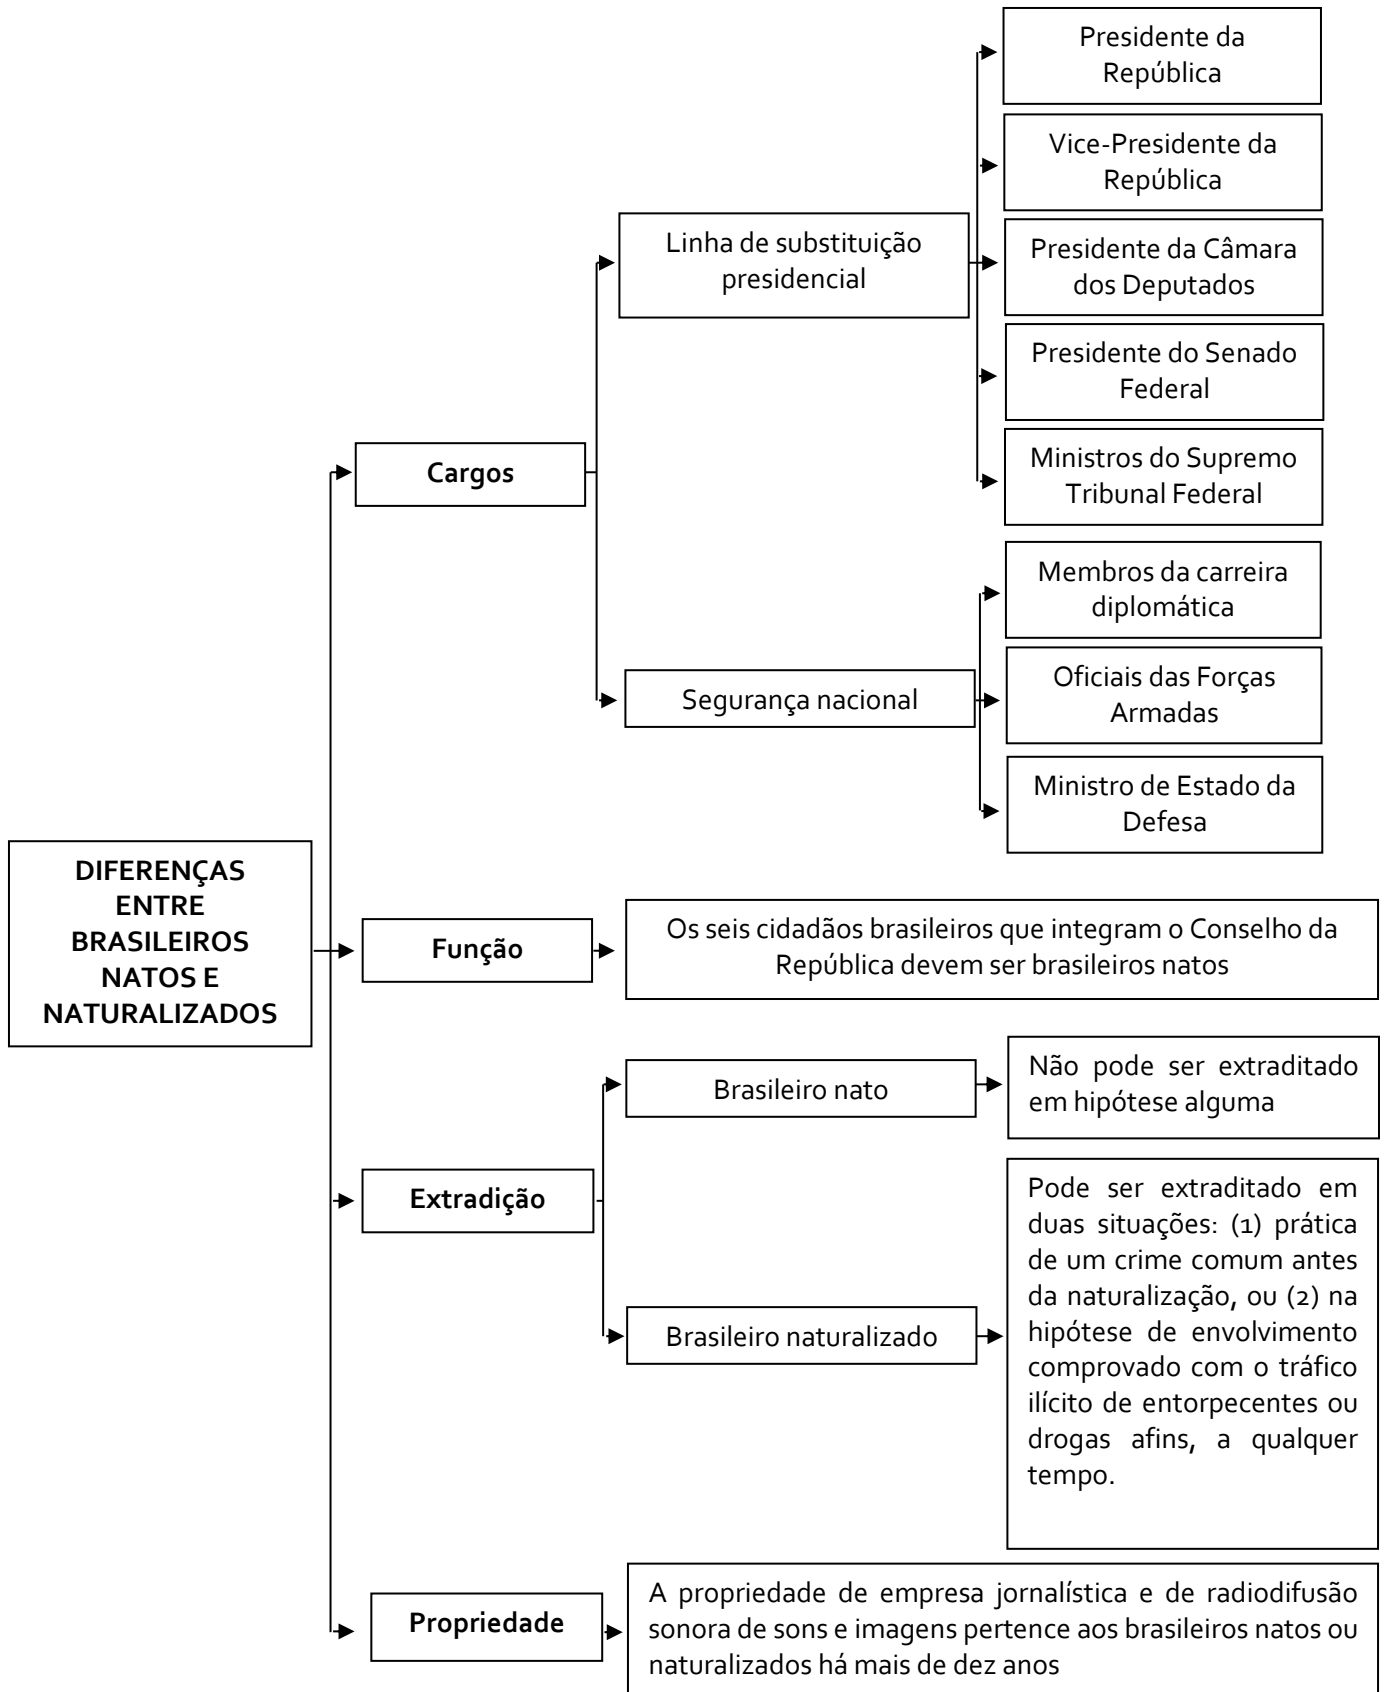 Presidente da
República
Vice-Presidente da
República
Linha de substituição
presidencial
Presidente da Câmara
dos Deputados
Presidente do Senado
Federal
Cargos
Ministros do Supremo
Tribunal Federal
Membros da carreira
diplomática
Segurança nacional
Oficiais das Forças
Armadas
Ministro de Estado da
Defesa
DIFERENÇAS
ENTRE
BRASILEIROS
NATOS E
NATURALIZADOS
Função
Os seis cidadãos brasileiros que integram o Conselho da
República devem ser brasileiros natos
Extradição
Brasileiro nato
Não pode ser extraditado
em hipótese alguma
Brasileiro naturalizado
Pode ser extraditado em
duas situações: (1) prática
de um crime comum antes
da naturalização, ou (2) na
hipótese de envolvimento
comprovado com o tráfico
ilícito de entorpecentes ou
drogas afins, a qualquer
tempo.
Propriedade
A propriedade de empresa jornalística e de radiodifusão
sonora de sons e imagens pertence aos brasileiros natos ou
naturalizados há mais de dez anos